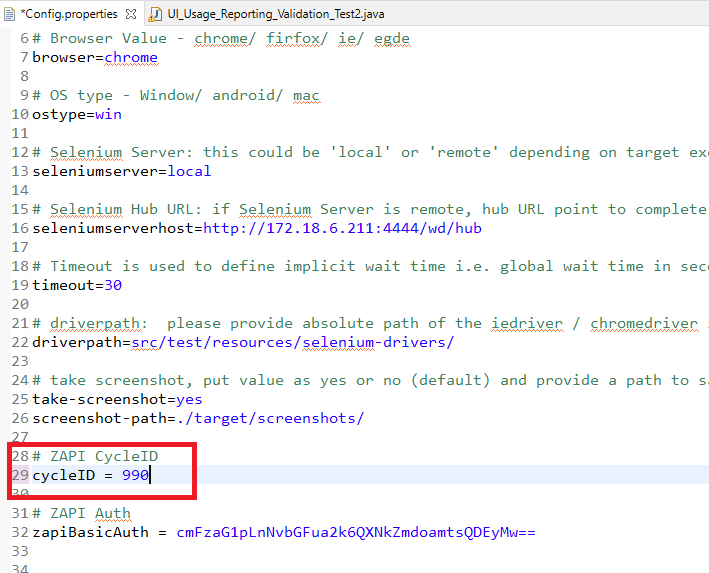 *Config.properties UI_Usage_Reporting_Validation_Test2.java
6 # Browser Value - chrome/ firfox/ ie/ egde
7 browser=chrome
8
9 # OS type - Window/ android/ mac
10 ostype=win
11
12 # Selenium Server: this could be 'local' or 'remote' depending on target exe
13 seleniumserver=local
14
15 # Selenium Hub URL: if Selenium Server is remote, hub URL point to complete
16 seleniumserverhost=http://172.18.6.211:4444/wd/hub
17
18 # Timeout is used to define implicit wait time i.e. global wait time in seco
19 timeout=30
20
21 # driverpath:  please provide absolute path of the iedriver / chromedriver
22 driverpath=src/test/resources/selenium-drivers/
23
24 # take screenshot, put value as yes or no (default) and provide a path to sa
25 take-screenshot=yes
26 screenshot-path=./target/screenshots/
27
28 # ZAPI CycleID
29 cycleID = 990
30
31 # ZAPI Auth
32 zapiBasicAuth = cmFzaG1pLnNvbGFua2k6QXNkZmdoamtsQDEyMw==
33
34